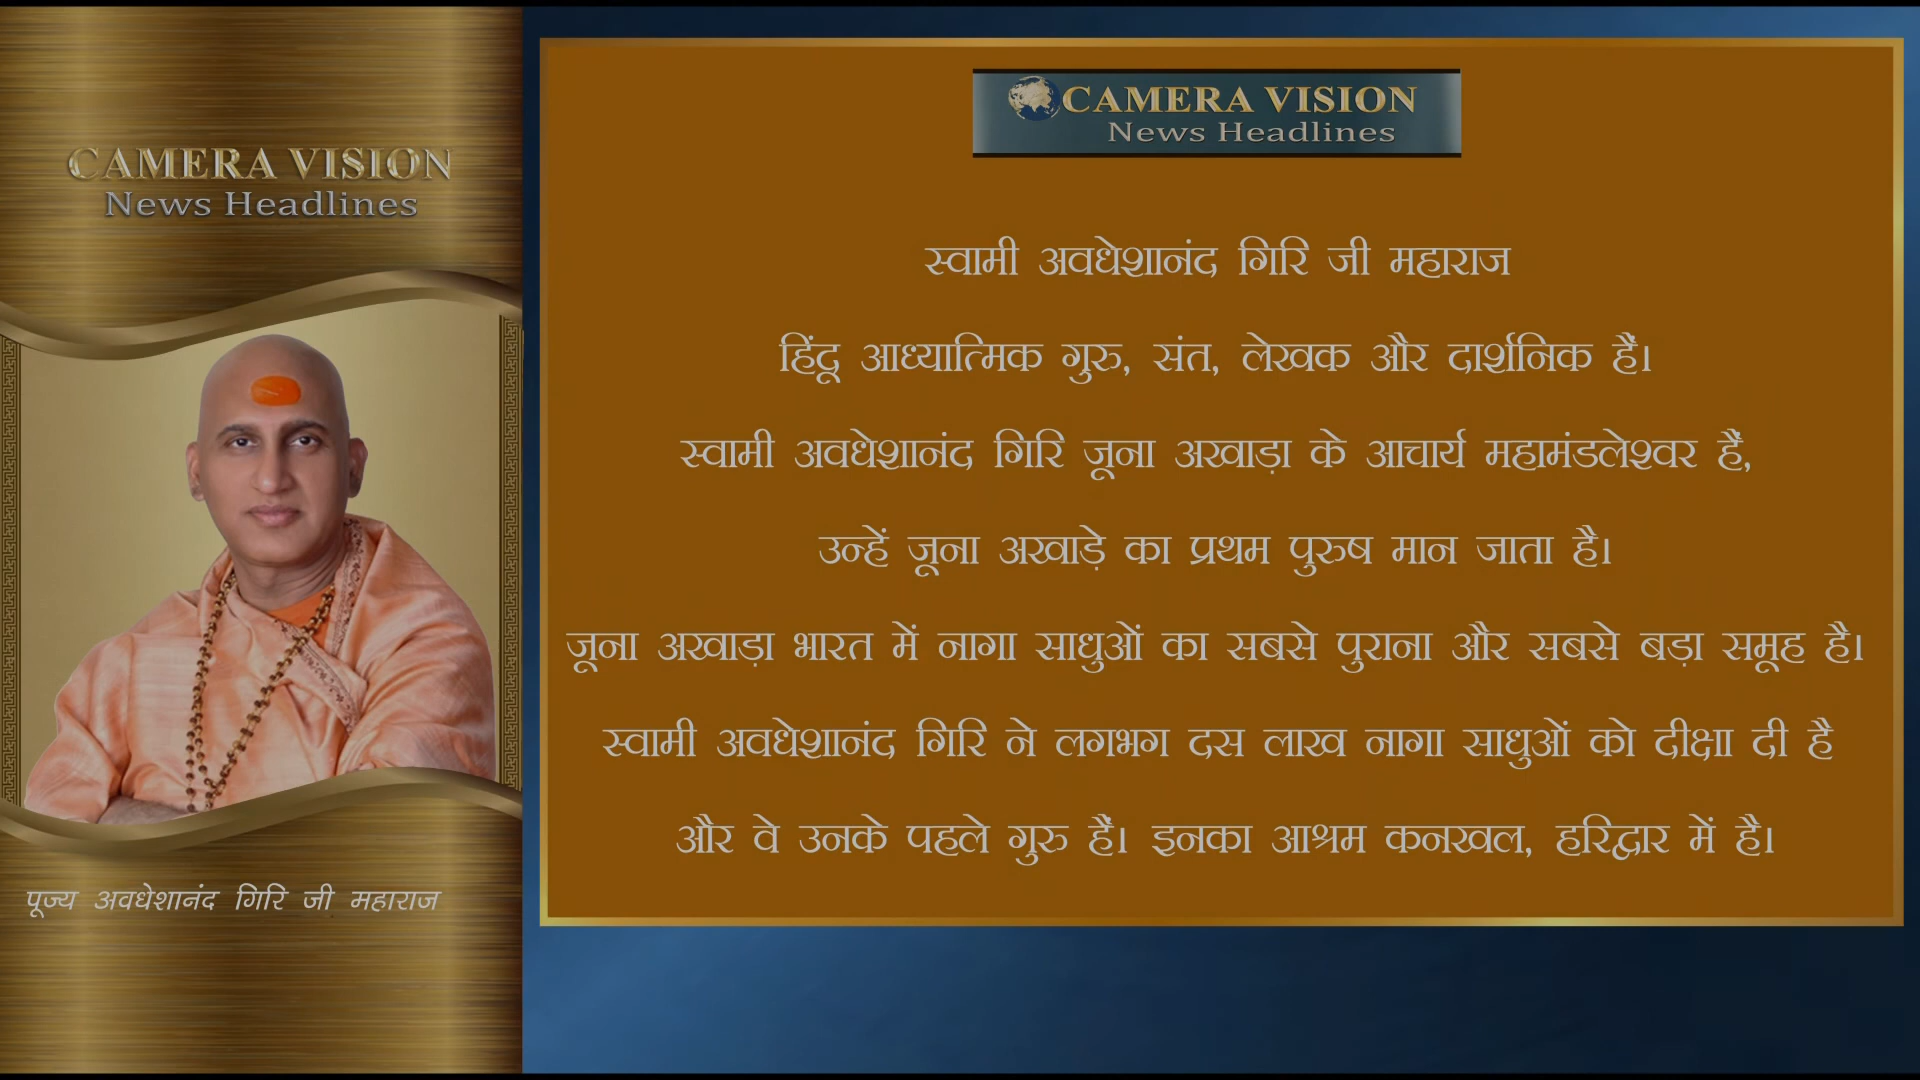 CAMERA VISION
News Headlines
पूज्य अवधेशानंद गिरि जी महाराज
CAMERA VISION
News Headlines
स्वामी अवधेशानंद गिरि जी महाराज
हिंदू आध्यात्मिक गुरु, संत, लेखक और दार्शनिक हैं।
स्वामी अवधेशानंद गिरि जूना अखाड़ा के आचार्य महामंडलेश्वर हैं,
उन्हें जूना अखाड़े का प्रथम पुरुष मान जाता है।
जूना अखाड़ा भारत में नागा साधुओं का सबसे पुराना और सबसे बड़ा समूह है।
स्वामी अवधेशानंद गिरि ने लगभग दस लाख नागा साधुओं को दीक्षा दी है
और वे उनके पहले गुरु हैं। इनका आश्रम कनखल, हरिद्वार में है।